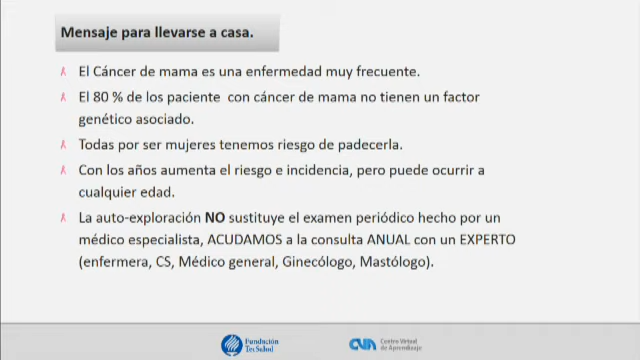 Mensaje para llevarse a casa.
El Cáncer de mama es una enfermedad muy frecuente.
El 80 % de los paciente con cáncer de mama no tienen un factor
genético asociado.
Todas por ser mujeres tenemos riesgo de padecerla.
Con los años aumenta el riesgo e incidencia, pero puede ocurrir a
cualquier edad.
La auto-exploración NO sustituye el examen periódico hecho por un
médico especialista, ACUDAMOS a la consulta ANUAL con un EXPERTO
(enfermera, CS, Médico general, Ginecólogo, Mastólogo).
Fundación
TecSalud
CVA
Centro Virtual
de Aprendizaje